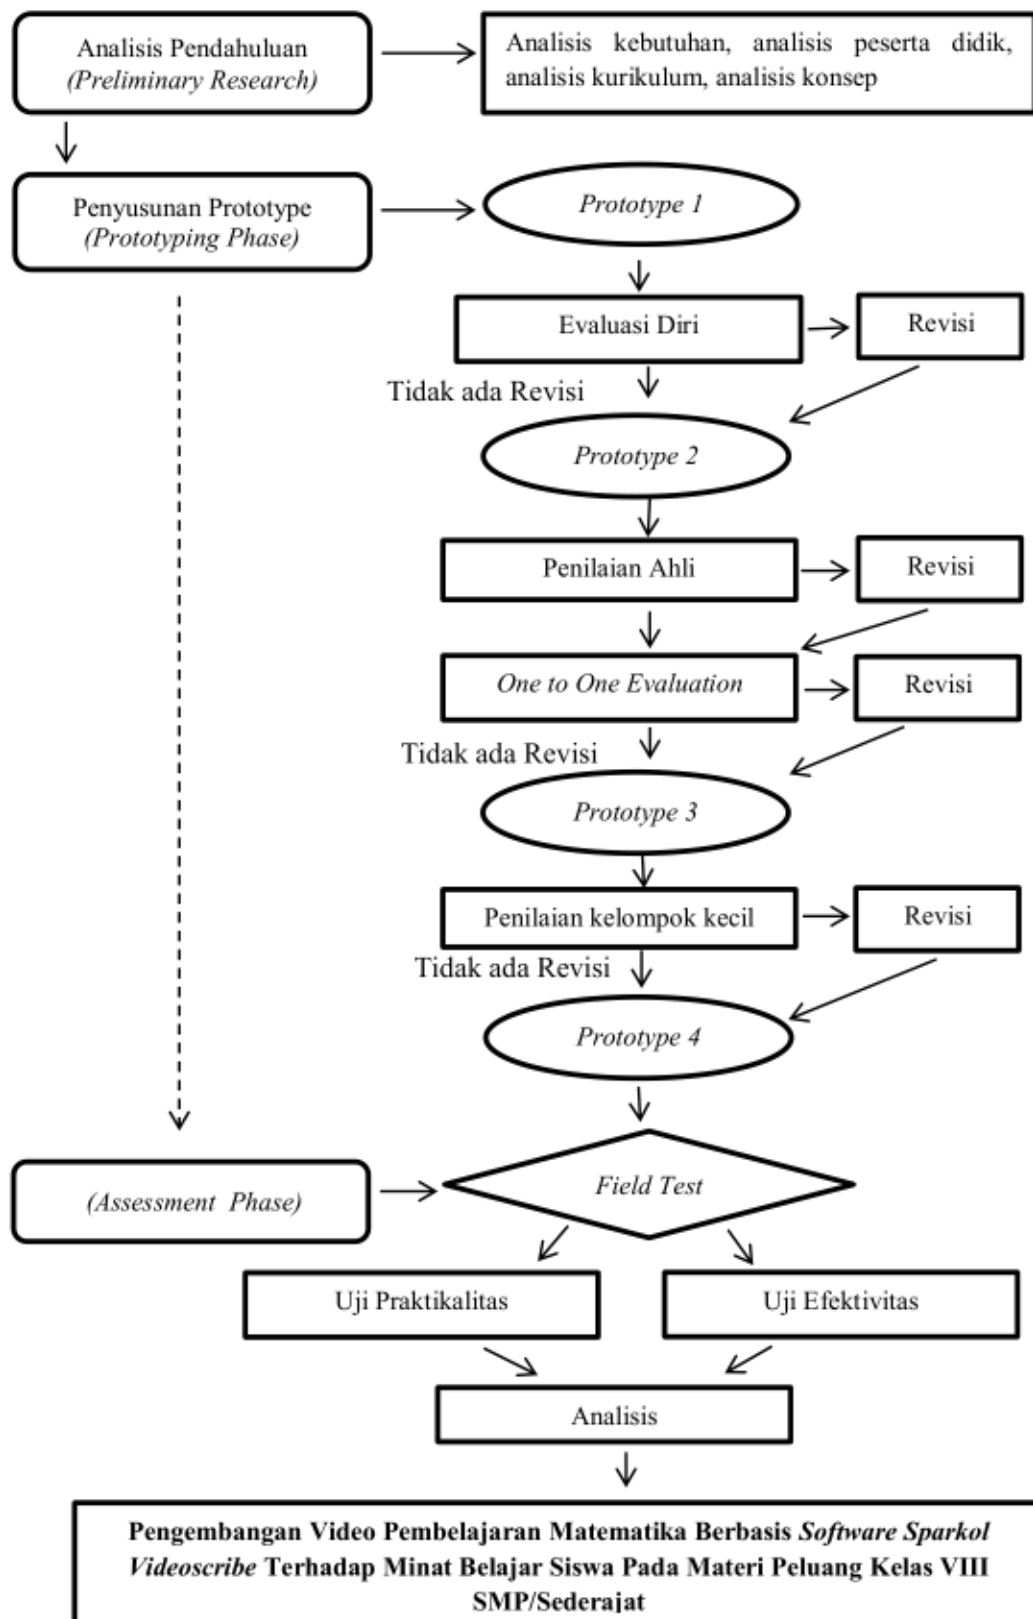 Analisis Pendahuluan
(Preliminary Research)
Analisis kebutuhan, analisis peserta didik,
analisis kurikulum, analisis konsep
Penyusunan Prototype
(Prototyping Phase)
Prototype 1
Evaluasi Diri
Revisi
Tidak ada Revisi
Prototype 2
Penilaian Ahli
Revisi
One to One Evaluation
Revisi
Tidak ada Revisi
Prototype 3
Penilaian kelompok kecil
Revisi
Tidak ada Revisi
Prototype 4
(Assessment Phase)
Field Test
Uji Praktikalitas
Uji Efektivitas
Analisis
Pengembangan Video Pembelajaran Matematika Berbasis Software Sparkol
Videoscribe Terhadap Minat Belajar Siswa Pada Materi Peluang Kelas VIII
SMP/Sederajat